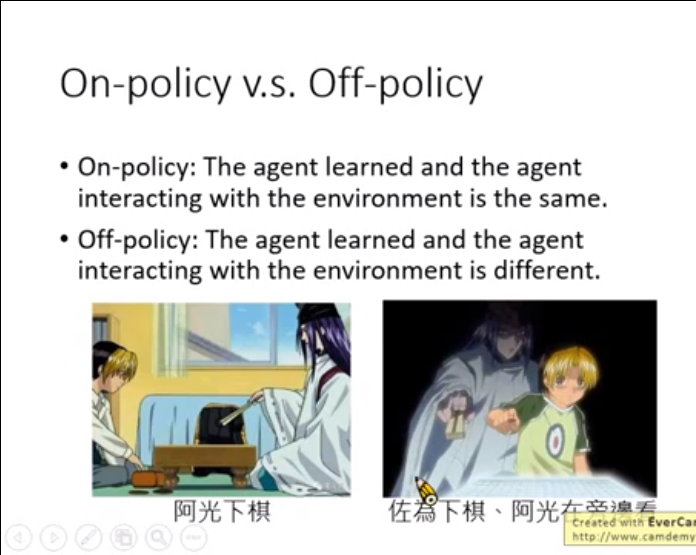 On-policy v.s. Off-policy
• On-policy: The agent learned and the agent
interacting with the environment is the same.
• Off-policy: The agent learned and the agent
interacting with the environment is different.
阿光下棋
佐為下棋、阿光在旁邊看
Created with EverCa
http://www.camdemy